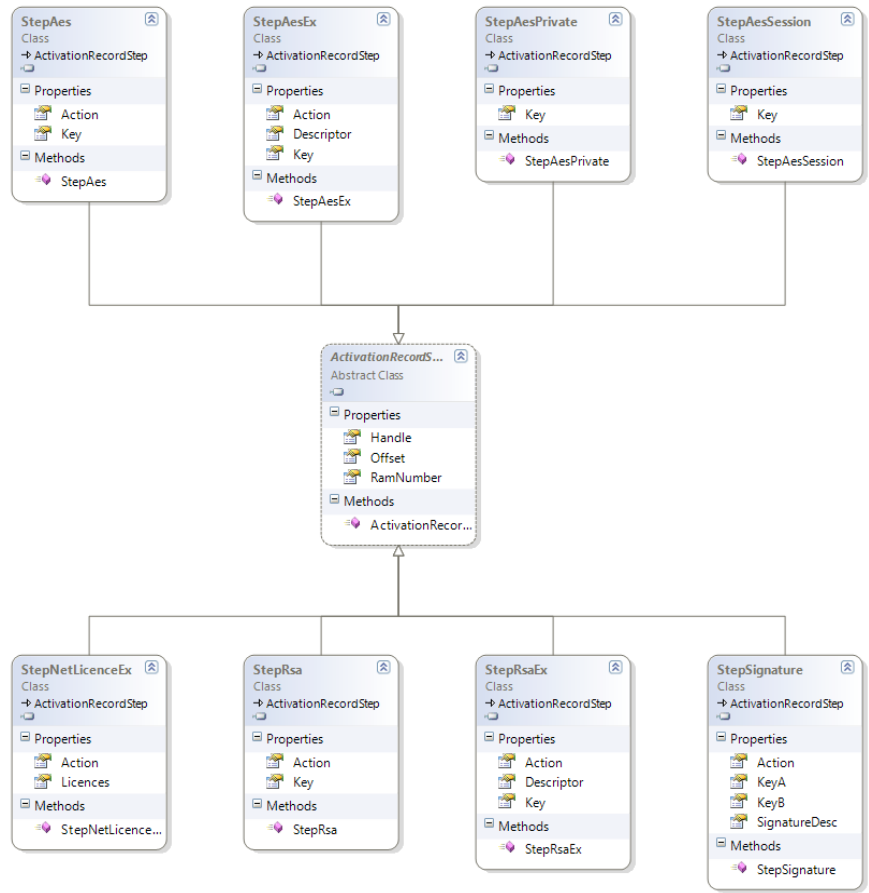 StepAes
Class
ActivationRecordStep
Properties
Action
Key
Methods
StepAes
StepAesEx
Class
ActivationRecordStep
Properties
Action
Descriptor
Key
Methods
StepAesEx
StepAesPrivate
Class
ActivationRecordStep
Properties
Key
Methods
StepAesPrivate
StepAesSession
Class
ActivationRecordStep
Properties
Key
Methods
StepAesSession
ActivationRecordS...
Abstract Class
Properties
Handle
Offset
RamNumber
Methods
ActivationRecor...
StepNetLicenceEx
Class
ActivationRecordStep
Properties
Action
Licences
Methods
StepNetLicence...
StepRsa
Class
ActivationRecordStep
Properties
Action
Key
Methods
StepRsa
StepRsaEx
Class
ActivationRecordStep
Properties
Action
Descriptor
Key
Methods
StepRsaEx
StepSignature
Class
ActivationRecordStep
Properties
Action
KeyA
KeyB
SignatureDesc
Methods
StepSignature